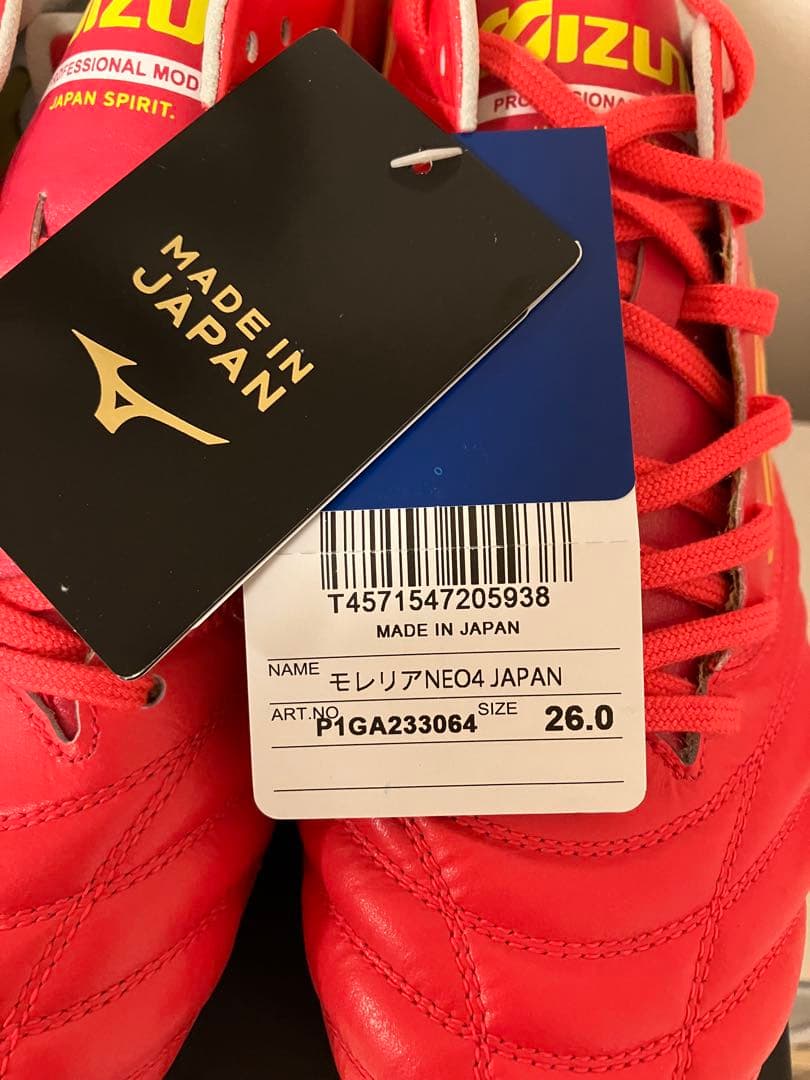 PROFESSIONAL MOD
JAPAN SPIRIT.
MIZU
MADE IN
JAPAN
T4571547205938
MADE IN JAPAN
NAME モレリアNEO4 JAPAN
ART.NO P1GA233064 SIZE 26.0